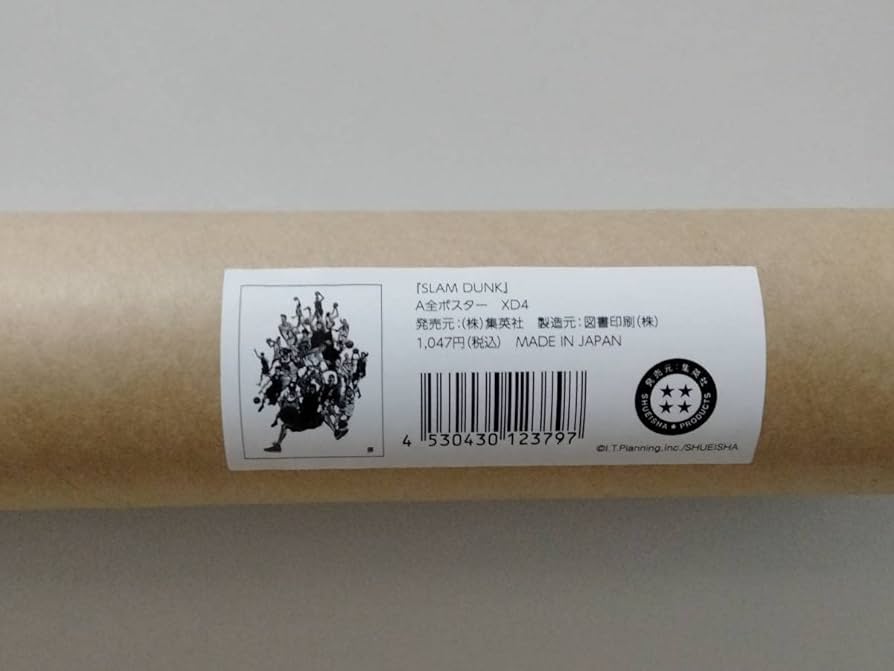 『SLAM DUNK』
A全ポスター XD4
発売元:(株)集英社 製造元:図書印刷(株)
1,047円(税込) MADE IN JAPAN
4 530430 123797
発売元:集英社
SHUEISHA ★ PRODUCTS
©I.T.Planning,Inc./SHUEISHA